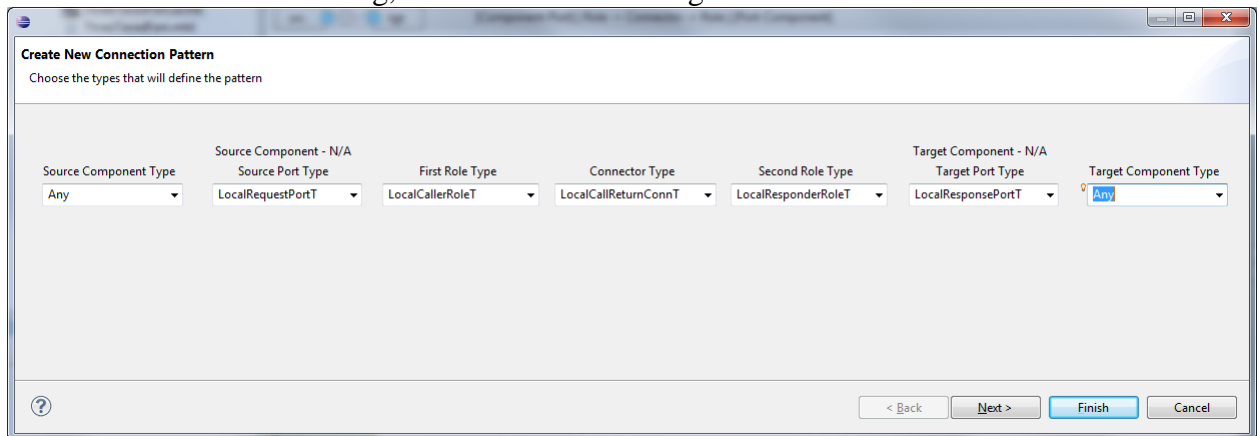 Create New Connection Pattern
Choose the types that will define the pattern
Source Component - N/A
Target Component - N/A
Source Component Type
Source Port Type
First Role Type
Connector Type
Second Role Type
Target Port Type
Target Component Type
Any
LocalRequestPortT
LocalCallerRoleT
LocalCallReturnConnT
LocalResponderRoleT
LocalResponsePortT
Any
?
< Back
Next >
Finish
Cancel